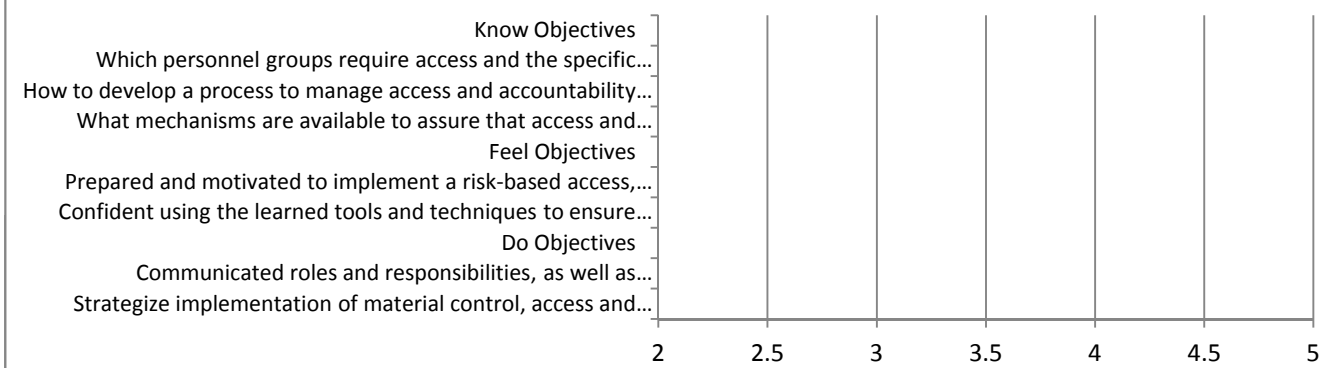 Know Objectives
Which personnel groups require access and the specific...
How to develop a process to manage access and accountability...
What mechanisms are available to assure that access and...
Feel Objectives
Prepared and motivated to implement a risk-based access,...
Confident using the learned tools and techniques to ensure...
Do Objectives
Communicated roles and responsibilities, as well as...
Strategize implementation of material control, access and...
2 2.5 3 3.5 4 4.5 5